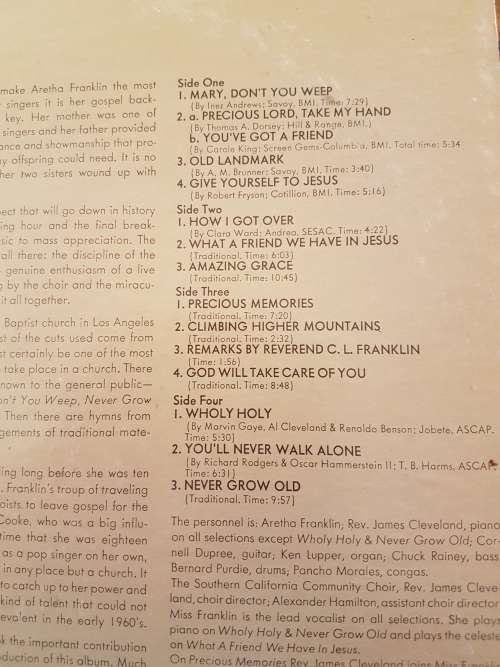 make Aretha Franklin the most
singers it is her gospel back-
key. Her mother was one of
singers and her father provided
ance and showmanship that pro-
y offspring could need. It is no
her two sisters wound up with
pect that will go down in history
ing hour and the final break-
sic to mass appreciation. The
all there: the discipline of the
genuine enthusiasm of a live
g by the choir and the miracu-
it all together.
Baptist church in Los Angeles
st of the cuts used come from
st certainly be one of the most
take place in a church. There
nown to the general public—
on't You Weep, Never Grow
Then there are hymns from
gements of traditional mate-
ing long before she was ten
. Franklin's troup of traveling
oists to leave gospel for the
Cooke, who was a big influ-
time that she was eighteen
as a pop singer on her own,
in any place but a church. It
to catch up to her power and
kind of talent that could not
evalent in the early 1960's.
k the important contribution
duction of this album. Much
Side One
1. MARY, DON'T YOU WEEP
(By Inez Andrews; Savoy, BMI. Time: 7:29)
2. a. PRECIOUS LORD, TAKE MY HAND
(By Thomas A. Dorsey; Hill & Range, BMI.)
b. YOU'VE GOT A FRIEND
(By Carole King; Screen Gems-Columbia, BMI. Total time: 5:34
3. OLD LANDMARK
(By A. M. Brunner; Savoy, BMI. Time: 3:40)
4. GIVE YOURSELF TO JESUS
(By Robert Fryson; Cotillion, BMI. Time: 5:16)
Side Two
1. HOW I GOT OVER
(By Clara Ward; Andrea, SESAC. Time: 4:22)
2. WHAT A FRIEND WE HAVE IN JESUS
(Traditional. Time: 6:03)
3. AMAZING GRACE
(Traditional. Time: 10:45)
Side Three
1. PRECIOUS MEMORIES
(Traditional. Time: 7:20)
2. CLIMBING HIGHER MOUNTAINS
(Traditional. Time: 2:32)
3. REMARKS BY REVEREND C. L. FRANKLIN
(Time: 1:56)
4. GOD WILL TAKE CARE OF YOU
(Traditional. Time: 8:48)
Side Four
1. WHOLY HOLY
(By Marvin Gaye, Al Cleveland & Renaldo Benson; Jobete, ASCAP.
Time: 5:30)
2. YOU'LL NEVER WALK ALONE
(By Richard Rodgers & Oscar Hammerstein II; T. B. Harms, ASCAP.
Time: 6:31)
3. NEVER GROW OLD
(Traditional. Time: 9:57)
The personnel is: Aretha Franklin; Rev. James Cleveland, piano
on all selections except Wholy Holy & Never Grow Old; Cor-
nell Dupree, guitar; Ken Lupper, organ; Chuck Rainey, bass
Bernard Purdie, drums; Pancho Morales, congas.
The Southern California Community Choir, Rev. James Cleve-
land, choir director; Alexander Hamilton, assistant choir director
Miss Franklin is the lead vocalist on all selections. She plays
piano on Wholy Holy & Never Grow Old and plays the celeste
on What A Friend We Have In Jesus.
On Precious Memories Rev. James Cleveland joins Miss